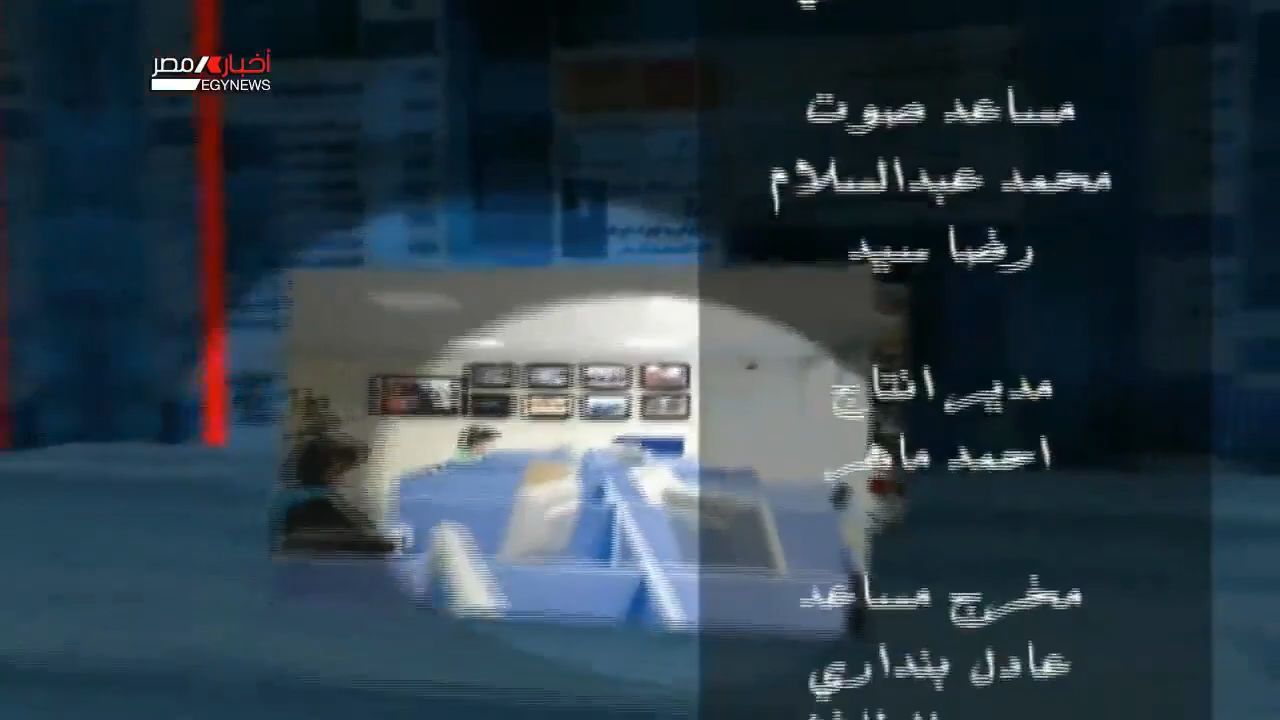 أخبار مصر
EGYNEWS
مساعد صوت
محمد عبدالسلام
رضا سيد
مدير انتاج
احمد ماهر
مخرج مساعد
عادل بنداري